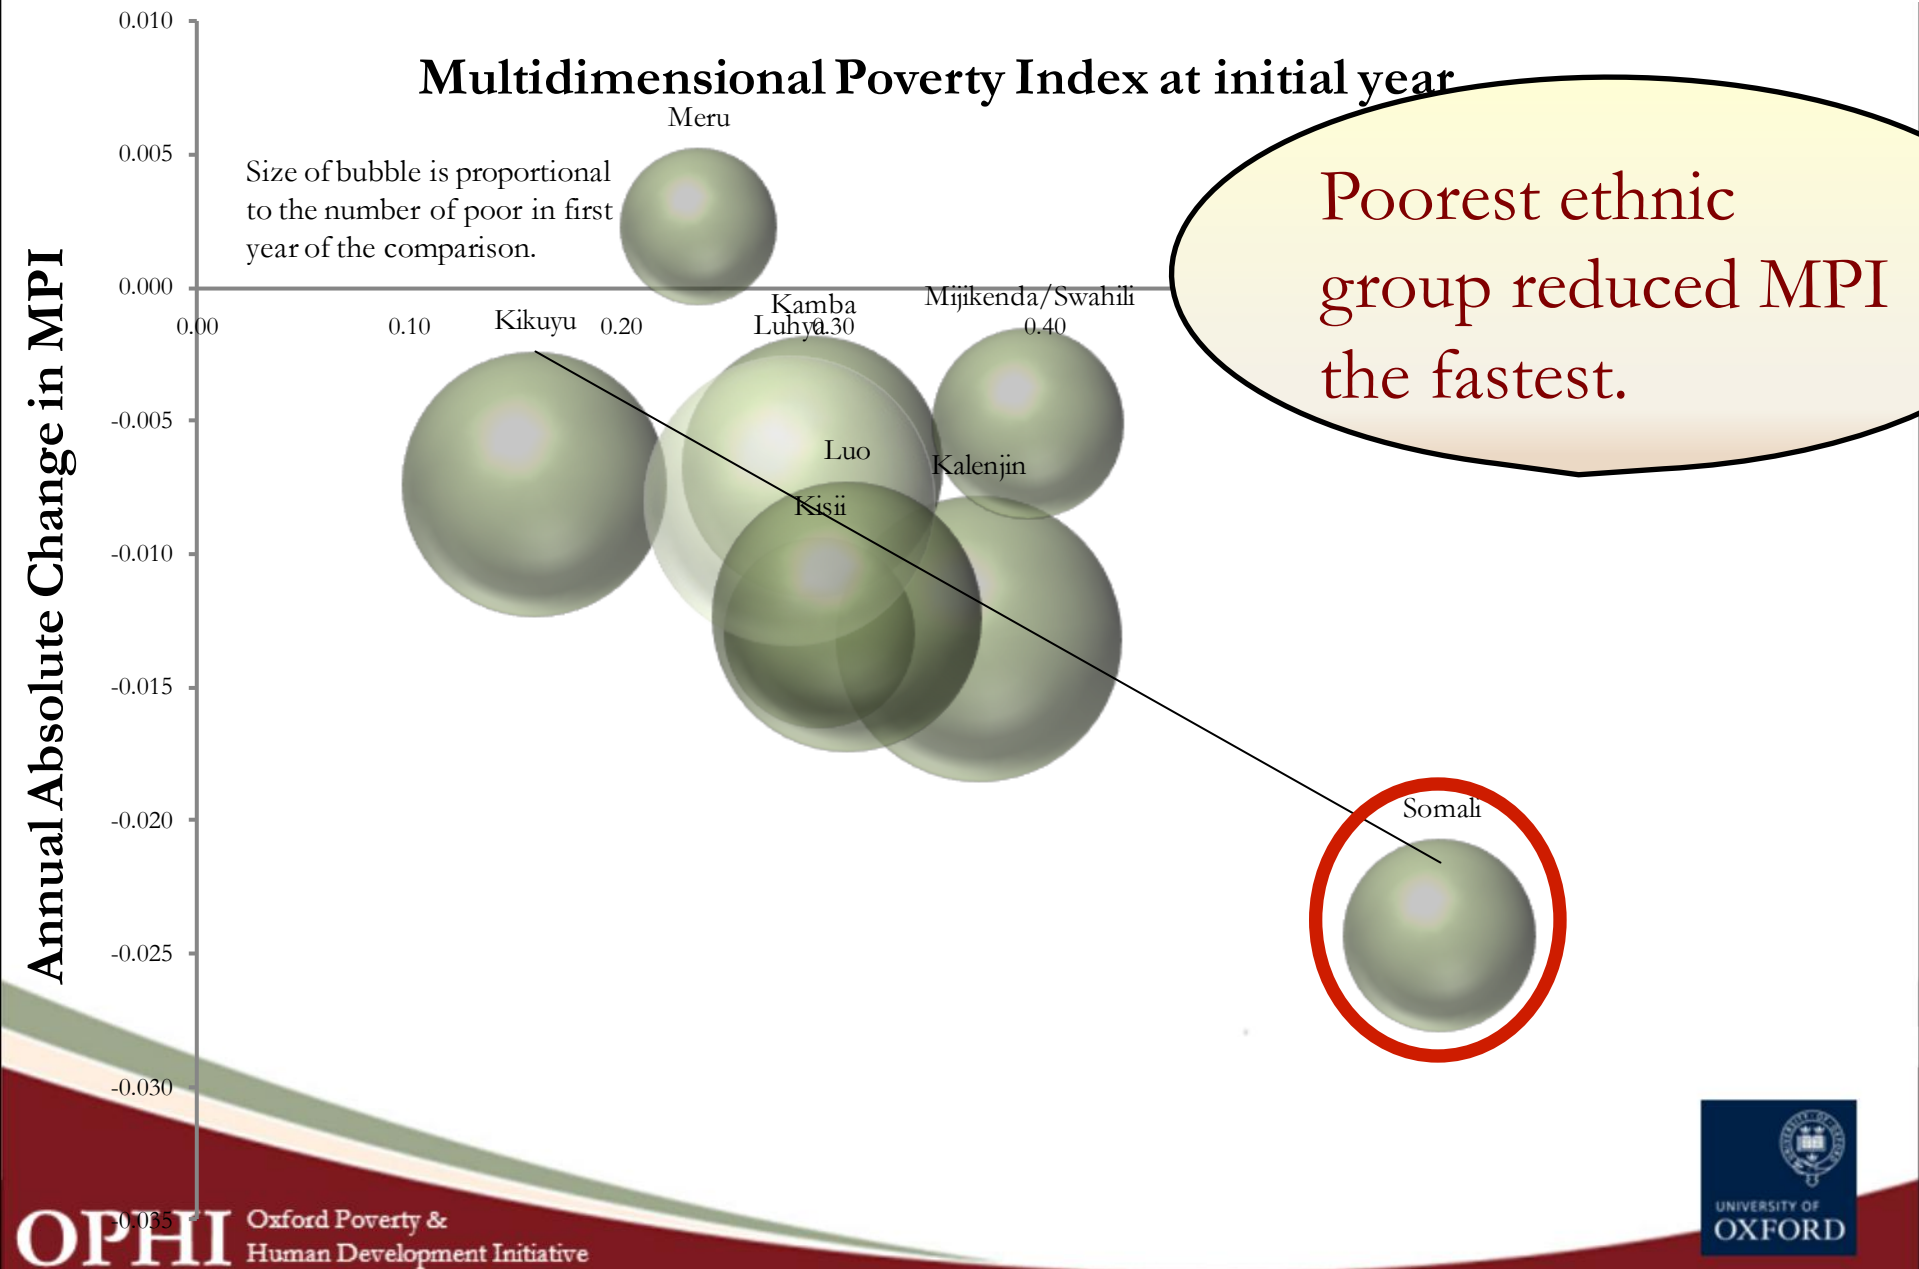 Multidimensional Poverty Index at initial year
Annual Absolute Change in MPI
0.010
0.005
0.000
-0.005
-0.010
-0.015
-0.020
-0.025
-0.030
-0.035
0.00
0.10
0.20
0.30
0.40
Size of bubble is proportional
to the number of poor in first
year of the comparison.
Meru
Kikuyu
Kamba
Luhya
Mijikenda/Swahili
Luo
Kalenjin
Kisii
Somali
Poorest ethnic
group reduced MPI
the fastest.
OPHI
Oxford Poverty &
Human Development Initiative
UNIVERSITY OF
OXFORD